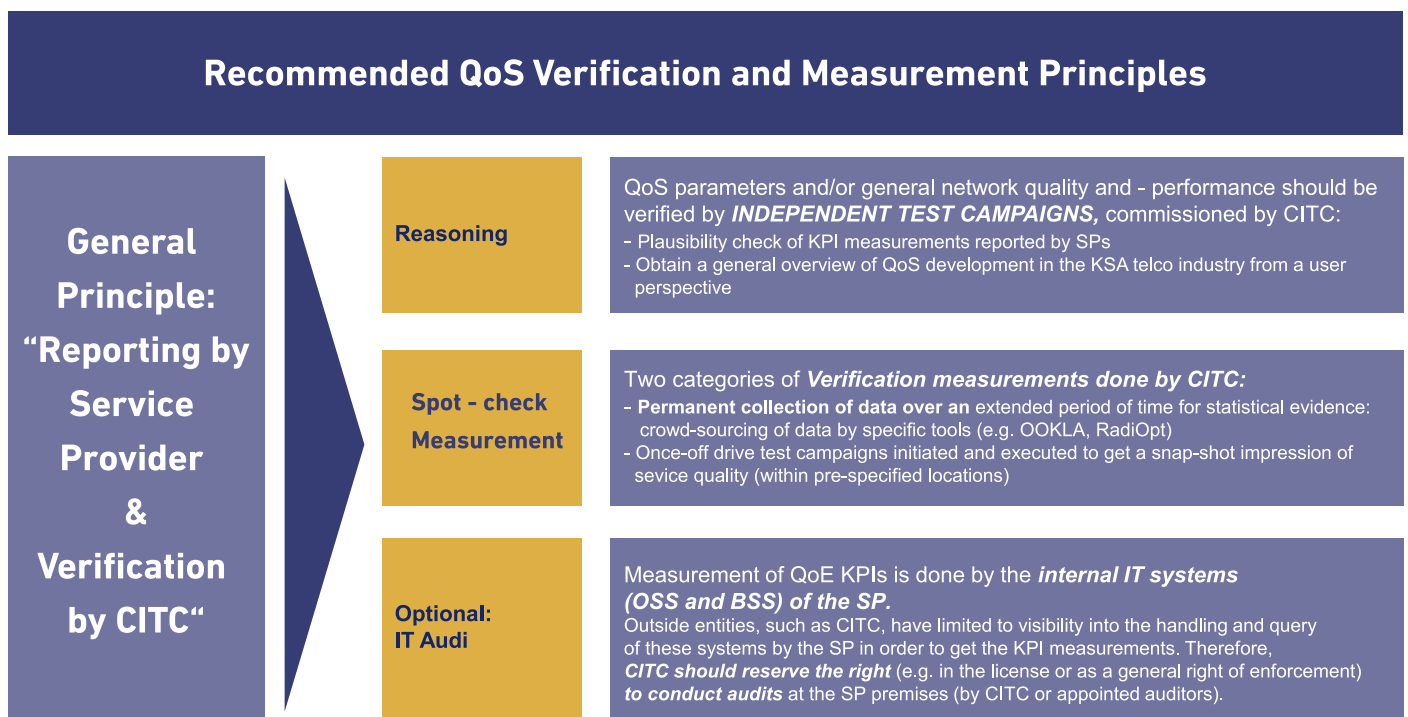 Recommended QoS Verification and Measurement Principles
General
Principle:
“Reporting by
Service
Provider
&
Verification
by CITC“
Reasoning
QoS parameters and/or general network quality and - performance should be
verified by INDEPENDENT TEST CAMPAIGNS, commissioned by CITC:
- Plausibility check of KPI measurements reported by SPs
- Obtain a general overview of QoS development in the KSA telco industry from a user
perspective
Spot - check
Measurement
Two categories of Verification measurements done by CITC:
- Permanent collection of data over an extended period of time for statistical evidence:
crowd-sourcing of data by specific tools (e.g. OOKLA, RadiOpt)
- Once-off drive test campaigns initiated and executed to get a snap-shot impression of
sevice quality (within pre-specified locations)
Optional:
IT Audi
Measurement of QoE KPIs is done by the internal IT systems
(OSS and BSS) of the SP.
Outside entities, such as CITC, have limited to visibility into the handling and query
of these systems by the SP in order to get the KPI measurements. Therefore,
CITC should reserve the right (e.g. in the license or as a general right of enforcement)
to conduct audits at the SP premises (by CITC or appointed auditors).